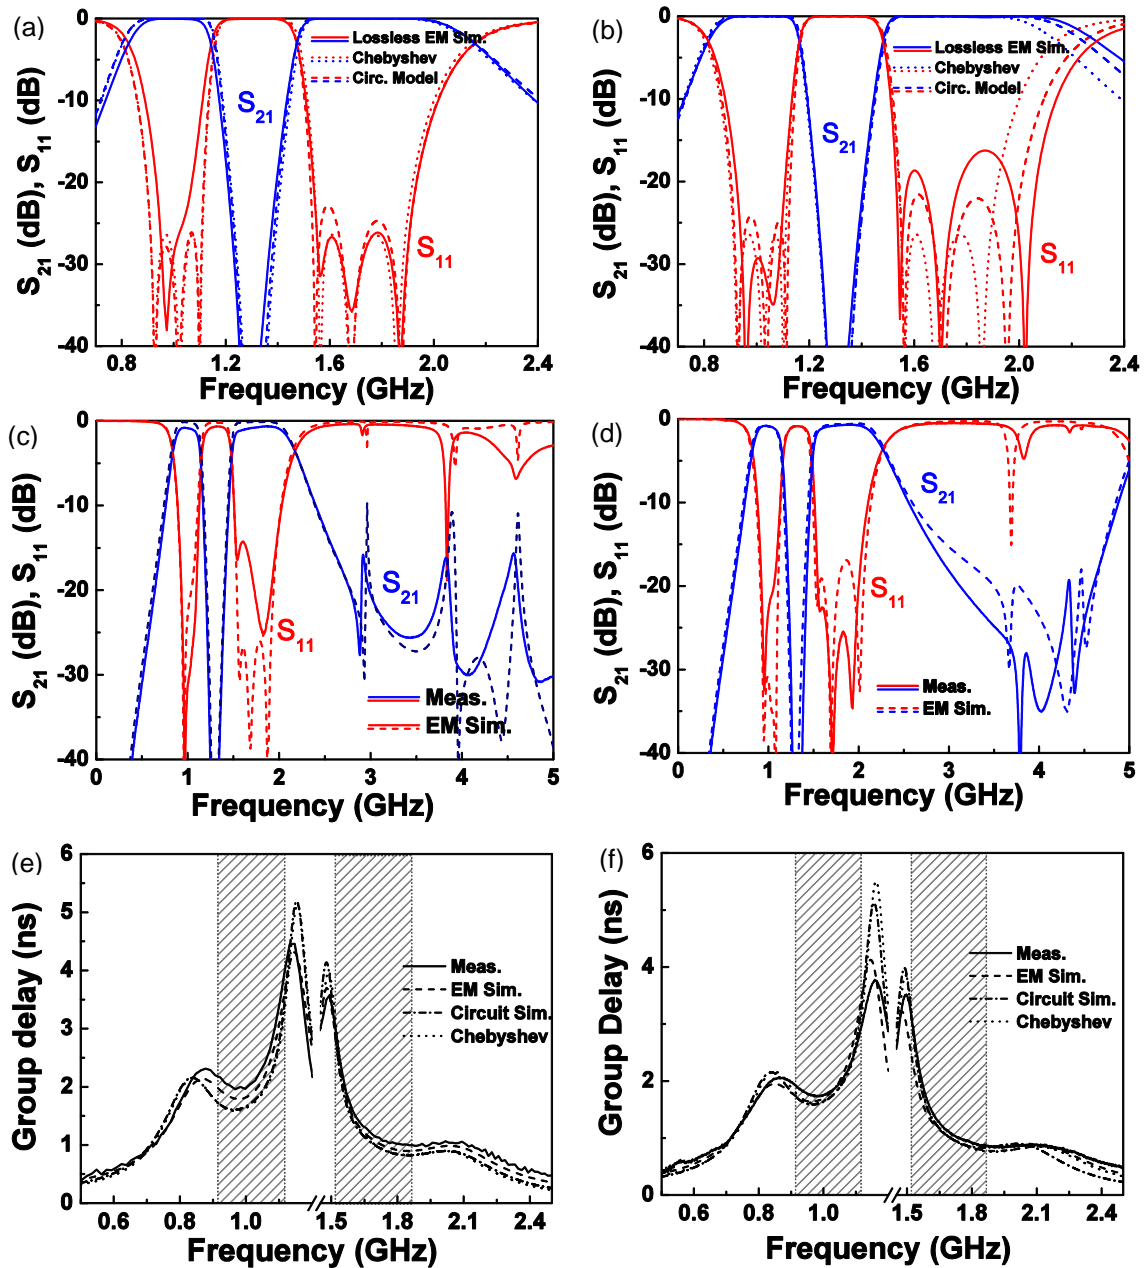 (a)
S21 (dB), S11 (dB)
0
-10
-20
-30
-40
Lossless EM Sim.
Chebyshev
Circ. Model
S21
S11
0.8 1.2 1.6 2.0 2.4
Frequency (GHz)
(b)
S21 (dB), S11 (dB)
0
-10
-20
-30
-40
Lossless EM Sim.
Chebyshev
Circ. Model
S21
S11
0.8 1.2 1.6 2.0 2.4
Frequency (GHz)
(c)
S21 (dB), S11 (dB)
0
-10
-20
-30
-40
S21
S11
Meas.
EM Sim.
0 1 2 3 4 5
Frequency (GHz)
(d)
S21 (dB), S11 (dB)
0
-10
-20
-30
-40
S21
S11
Meas.
EM Sim.
0 1 2 3 4 5
Frequency (GHz)
(e)
Group delay (ns)
6
5
4
3
2
1
0
Meas.
EM Sim.
Circuit Sim.
Chebyshev
0.6 0.8 1.0 1.5 1.8 2.1 2.4
Frequency (GHz)
(f)
Group Delay (ns)
6
4
2
0
Meas.
EM Sim.
Circuit Sim.
Chebyshev
0.6 0.8 1.0 1.5 1.8 2.1 2.4
Frequency (GHz)